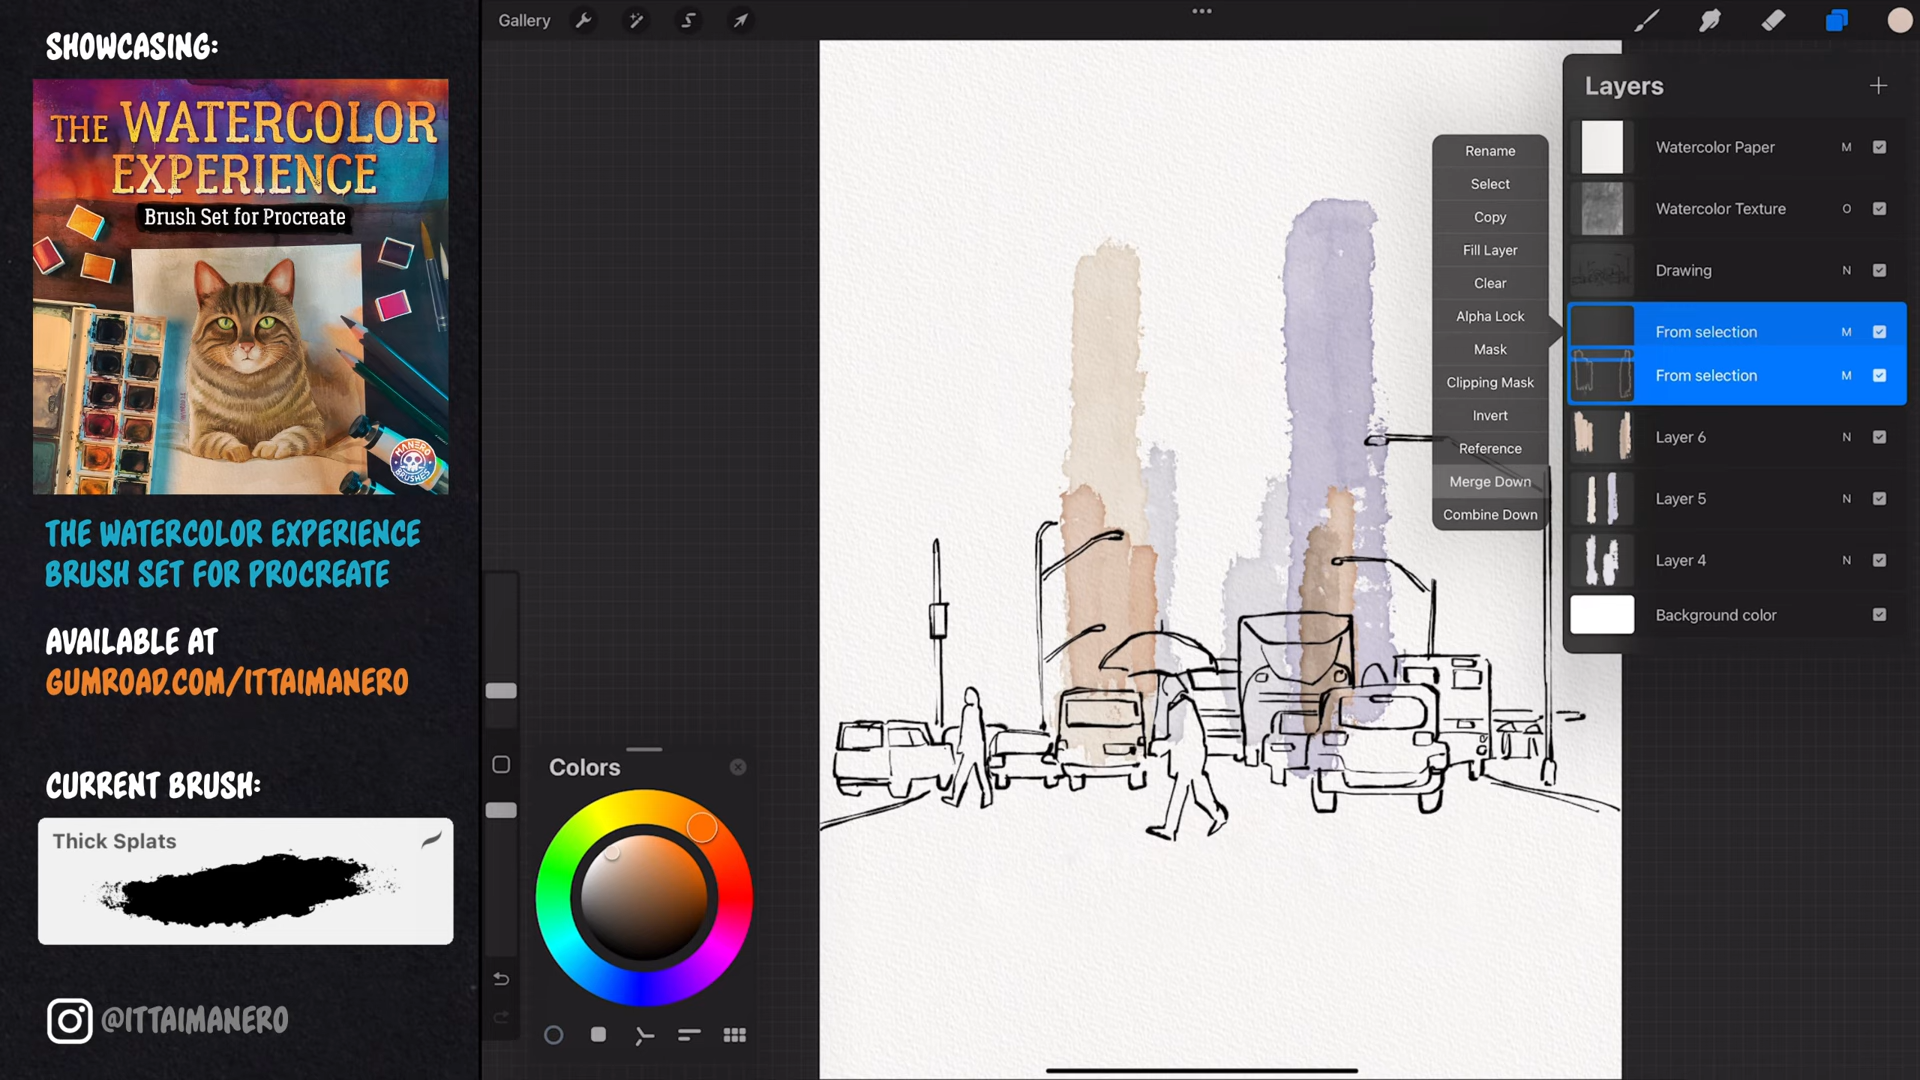 SHOWCASING:
THE WATERCOLOR
EXPERIENCE
Brush Set for Procreate
MANERO
BRUSHES
THE WATERCOLOR EXPERIENCE
BRUSH SET FOR PROCREATE
AVAILABLE AT
GUMROAD.COM/ITTAIMANERO
CURRENT BRUSH:
Thick Splats
@ITTAIMANERO
Gallery
Colors
Rename
Select
Copy
Fill Layer
Clear
Alpha Lock
Mask
Clipping Mask
Invert
Reference
Merge Down
Combine Down
Layers
Watercolor Paper M
Watercolor Texture O
Drawing N
From selection M
From selection M
Layer 6 N
Layer 5 N
Layer 4 N
Background color